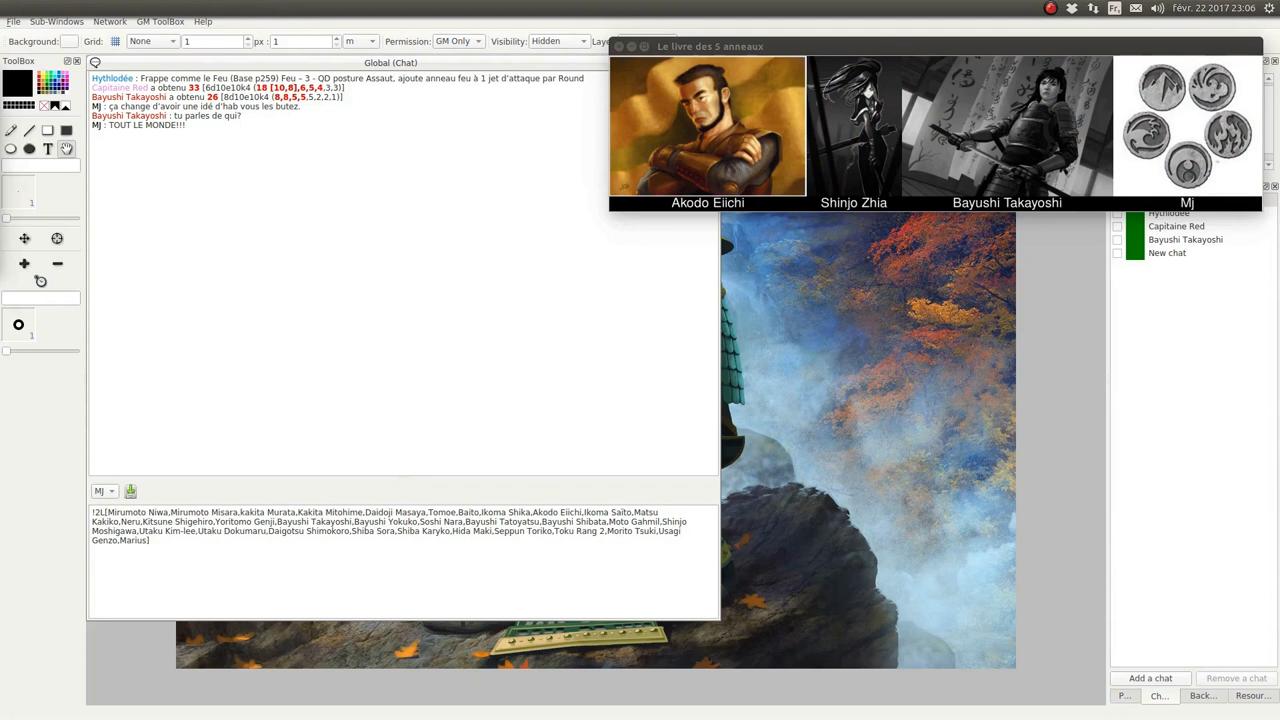 Févr. 22 2017 23:06
Fr
File Sub-Windows Network GM ToolBox Help
Background: Grid: None 1 px : 1 m Permission: GM Only Visibility: Hidden Laye
Le livre des 5 anneaux
ToolBox
Global (Chat)
Hythlodée : Frappe comme le Feu (Base p259) Feu – 3 - QD posture Assaut, ajoute anneau feu à 1 jet d’attaque par Round
Capitaine Red a obtenu 33 [6d10e10k4 (18 [10,8],6,5,4,3,3)]
Bayushi Takayoshi a obtenu 26 [8d10e10k4 (8,8,5,5,5,2,2,1)]
MJ : ça change d’avoir une idé d’hab vous les butez.
Bayushi Takayoshi : tu parles de qui?
MJ : TOUT LE MONDE!!!
T
1
1
Akodo Eiichi
Shinjo Zhia
Bayushi Takayoshi
Mj
Hythlodée
Capitaine Red
Bayushi Takayoshi
New chat
MJ
!2L[Mirumoto Niwa,Mirumoto Misara,kakita Murata,Kakita Mitohime,Daidoji Masaya,Tomoe,Baito,Ikoma Shika,Akodo Eiichi,Ikoma Saïto,Matsu
Kakiko,Neru,Kitsune Shigehiro,Yoritomo Genji,Bayushi Takayoshi,Bayushi Yokuko,Soshi Nara,Bayushi Tatoyatsu,Bayushi Shibata,Moto Gahmil,Shinjo
Moshigawa,Utaku Kim-lee,Utaku Dokumaru,Daigotsu Shimokoro,Shiba Sora,Shiba Karyko,Hida Maki,Seppun Toriko,Toku Rang 2,Morito Tsuki,Usagi
Genzo,Marius]
Add a chat Remove a chat
P... Ch... Back... Resour...